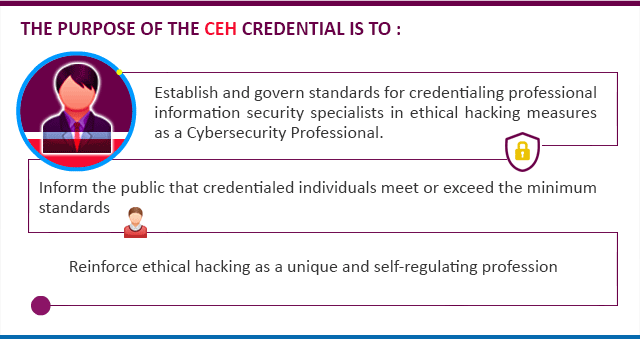 THE PURPOSE OF THE CEH CREDENTIAL IS TO :
Establish and govern standards for credentialing professional
information security specialists in ethical hacking measures
as a Cybersecurity Professional.
Inform the public that credentialed individuals meet or exceed the minimum
standards
Reinforce ethical hacking as a unique and self-regulating profession